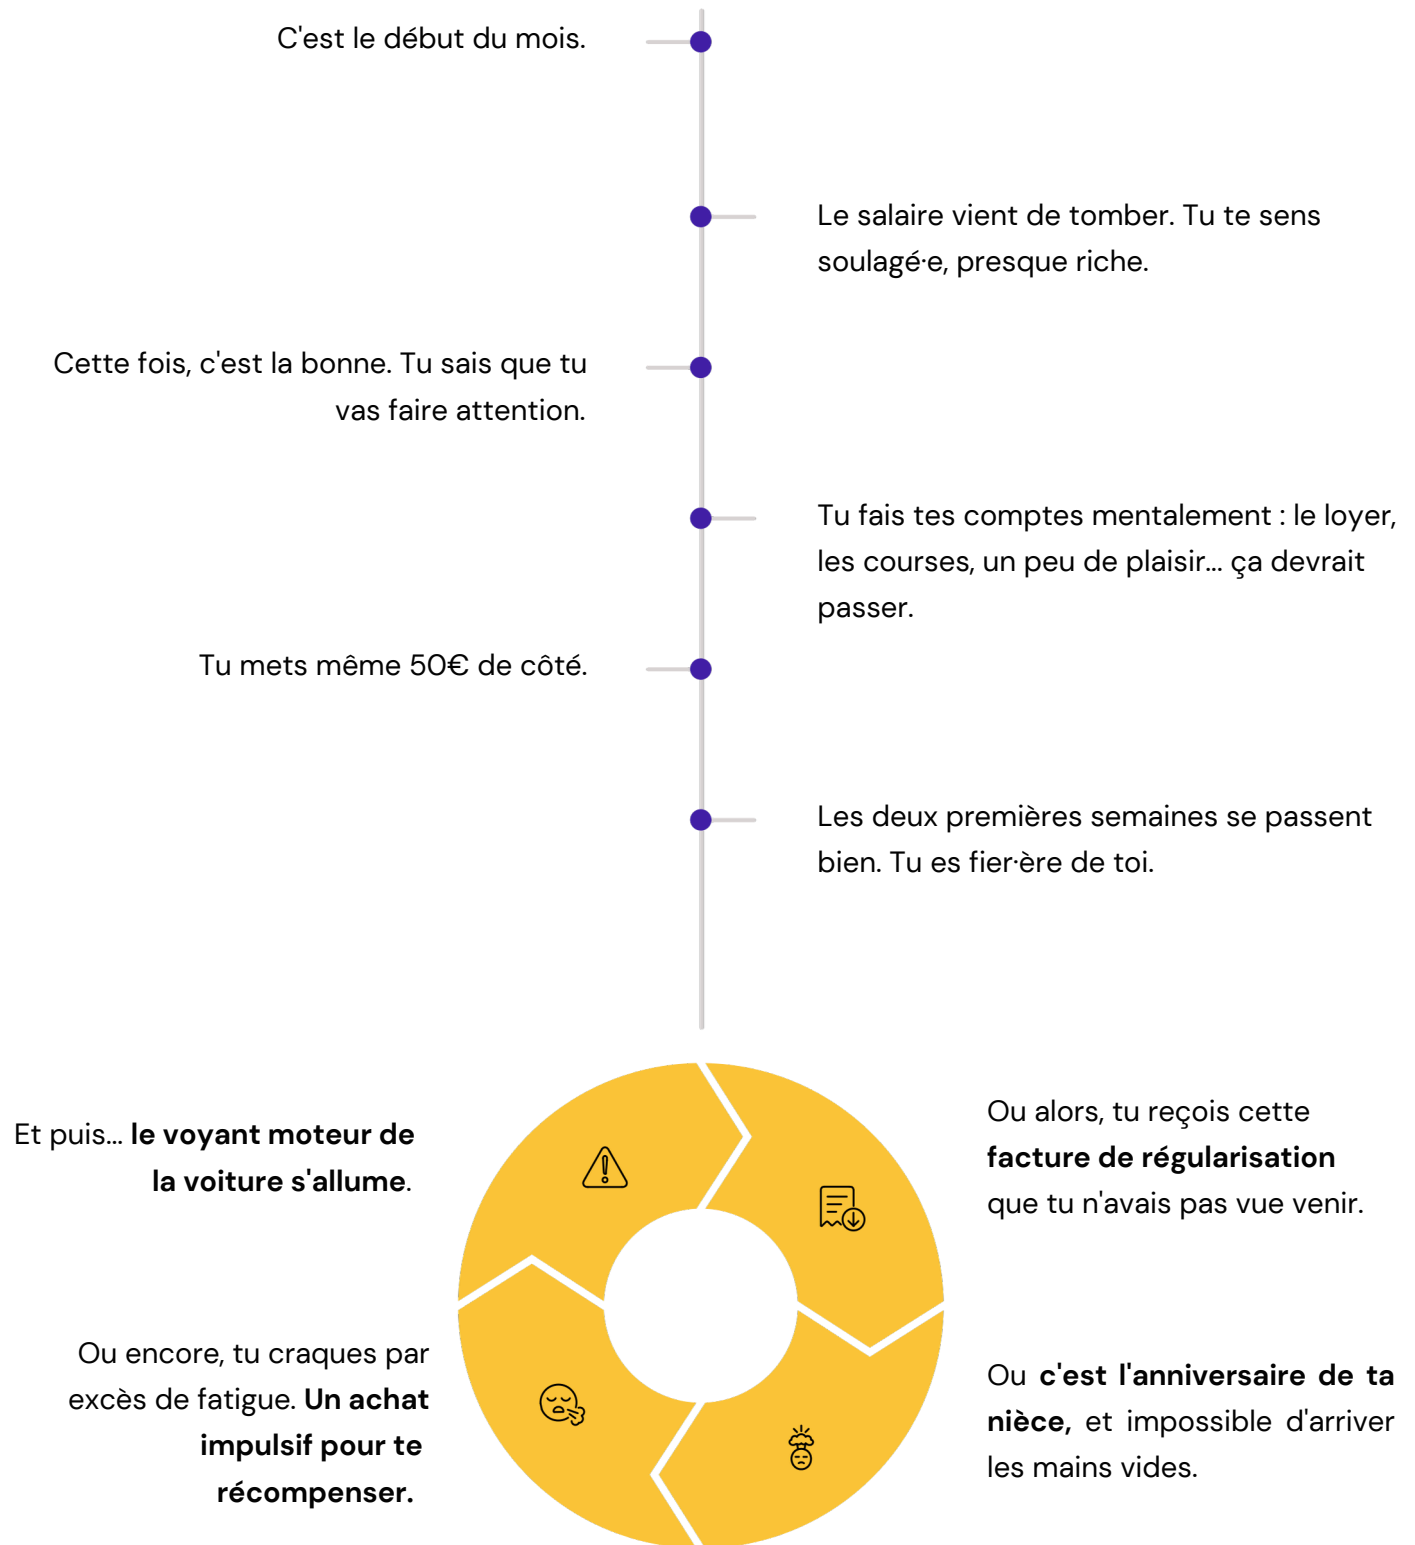 C'est le début du mois.
Le salaire vient de tomber. Tu te sens
soulagé·e, presque riche.
Cette fois, c'est la bonne. Tu sais que tu
vas faire attention.
Tu fais tes comptes mentalement : le loyer,
les courses, un peu de plaisir... ça devrait
passer.
Tu mets même 50€ de côté.
Les deux premières semaines se passent
bien. Tu es fier·ère de toi.
Et puis... le voyant moteur de
la voiture s'allume.
Ou alors, tu reçois cette
facture de régularisation
que tu n'avais pas vue venir.
Ou encore, tu craques par
excès de fatigue. Un achat
impulsif pour te
récompenser.
Ou c'est l'anniversaire de ta
nièce, et impossible d'arriver
les mains vides.